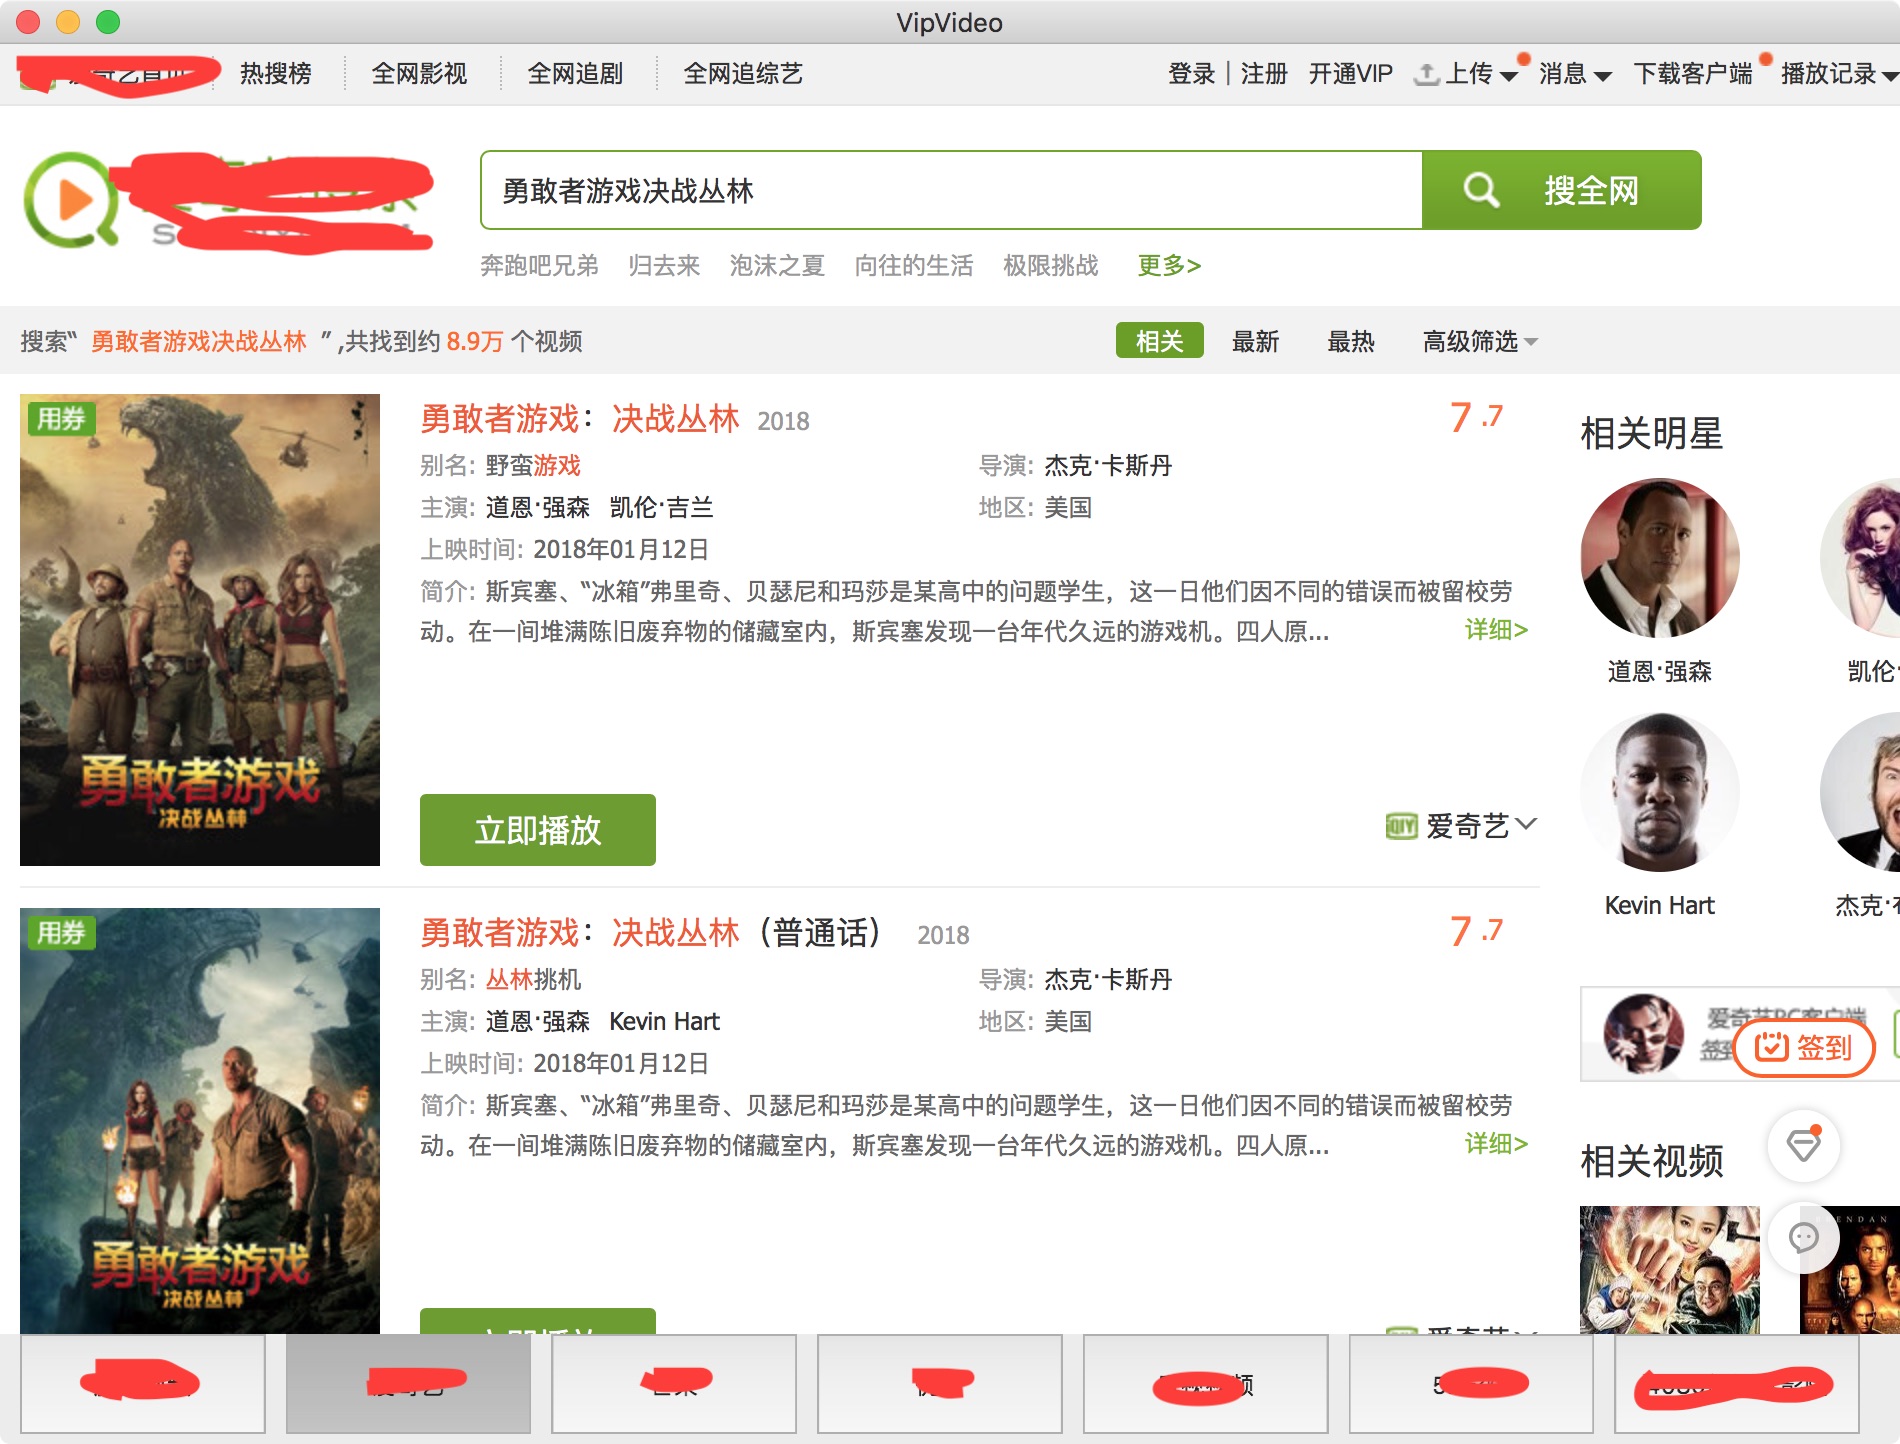 VipVideo
热搜榜 全网影视 全网追剧 全网追综艺 登录 | 注册 开通VIP 上传 消息 下载客户端 播放记录
勇敢者游戏决战丛林 搜全网
奔跑吧兄弟 归去来 泡沫之夏 向往的生活 极限挑战 更多>
搜索“ 勇敢者游戏决战丛林 ” ,共找到约 8.9万 个视频 相关 最新 最热 高级筛选
用券
勇敢者游戏
决战丛林
勇敢者游戏：决战丛林 2018 7.7
别名: 野蛮游戏 导演: 杰克·卡斯丹
主演: 道恩·强森 凯伦·吉兰 地区: 美国
上映时间: 2018年01月12日
简介: 斯宾塞、“冰箱”弗里奇、贝瑟尼和玛莎是某高中的问题学生，这一日他们因不同的错误而被留校劳
动。在一间堆满陈旧废弃物的储藏室内，斯宾塞发现一台年代久远的游戏机。四人原... 详细>
立即播放 QIY 爱奇艺
用券
勇敢者游戏
决战丛林
勇敢者游戏：决战丛林（普通话） 2018 7.7
别名: 丛林挑机 导演: 杰克·卡斯丹
主演: 道恩·强森 Kevin Hart 地区: 美国
上映时间: 2018年01月12日
简介: 斯宾塞、“冰箱”弗里奇、贝瑟尼和玛莎是某高中的问题学生，这一日他们因不同的错误而被留校劳
动。在一间堆满陈旧废弃物的储藏室内，斯宾塞发现一台年代久远的游戏机。四人原... 详细>
立即播放 爱奇艺
相关明星
道恩·强森 凯伦·
Kevin Hart 杰克·
爱奇艺PC客户端
签到
相关视频